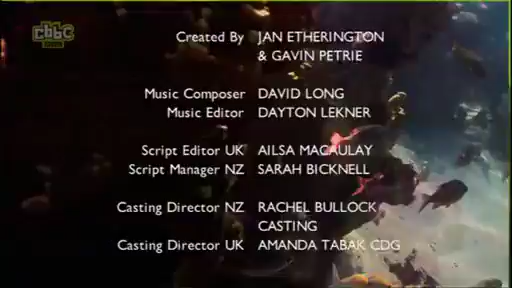 cbbc
Created By JAN ETHERINGTON
& GAVIN PETRIE
Music Composer DAVID LONG
Music Editor DAYTON LEKNER
Script Editor UK AILSA MACAULAY
Script Manager NZ SARAH BICKNELL
Casting Director NZ RACHEL BULLOCK
CASTING
Casting Director UK AMANDA TABAK CDG